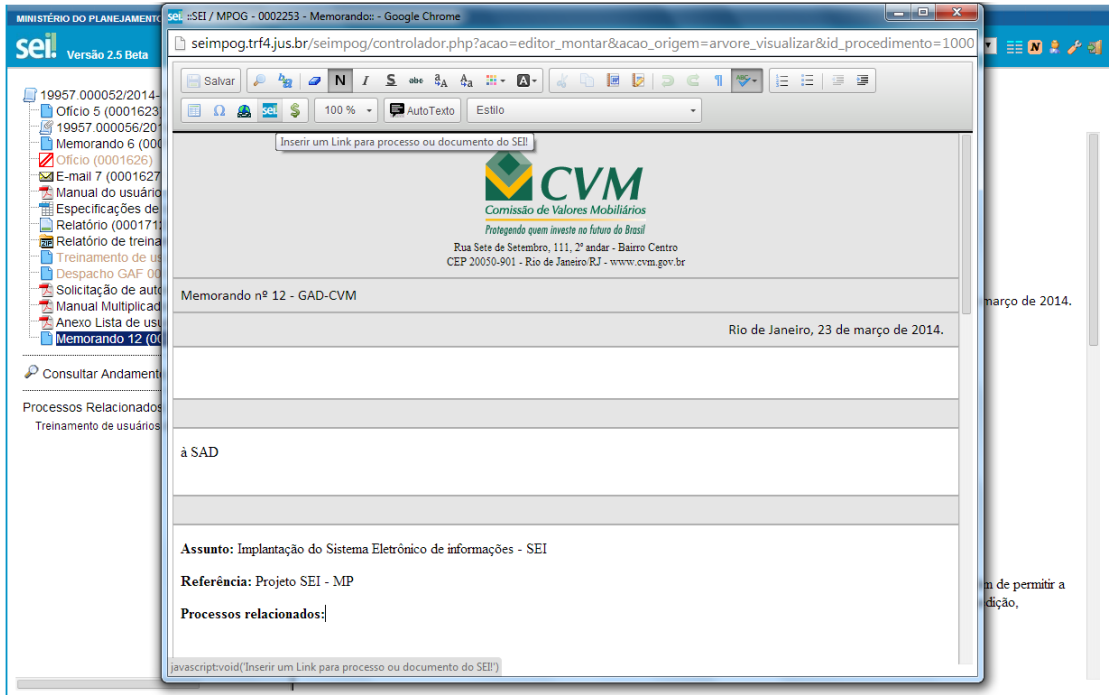 MINISTÉRIO DO PLANEJAMENTO
sei! Versão 2.5 Beta
19957.000052/2014-
Ofício 5 (0001623
19957.000056/201
Memorando 6 (000
Ofício (0001626)
E-mail 7 (0001627
Manual do usuário
Especificações de
Relatório (000171
Relatório de treina
Treinamento de us
Despacho GAF 00
Solicitação de auto
Manual Multiplicad
Anexo Lista de usu
Memorando 12 (00
Consultar Andamento
Processos Relacionados
Treinamento de usuários
sei! ::SEI / MPOG - 0002253 - Memorando:: - Google Chrome
seimpog.trf4.jus.br/seimpog/controlador.php?acao=editor_montar&acao_origem=arvore_visualizar&id_procedimento=1000
Salvar N I S abc
sei! $ 100 % AutoTexto Estilo
Inserir um Link para processo ou documento do SEI!
CVM
Comissão de Valores Mobiliários
Protegendo quem investe no futuro do Brasil
Rua Sete de Setembro, 111, 2º andar - Bairro Centro
CEP 20050-901 - Rio de Janeiro/RJ - www.cvm.gov.br
Memorando nº 12 - GAD-CVM
Rio de Janeiro, 23 de março de 2014.
à SAD
Assunto: Implantação do Sistema Eletrônico de informações - SEI
Referência: Projeto SEI - MP
Processos relacionados:
javascript:void('Inserir um Link para processo ou documento do SEI!')
março de 2014.
m de permitir a
dição,